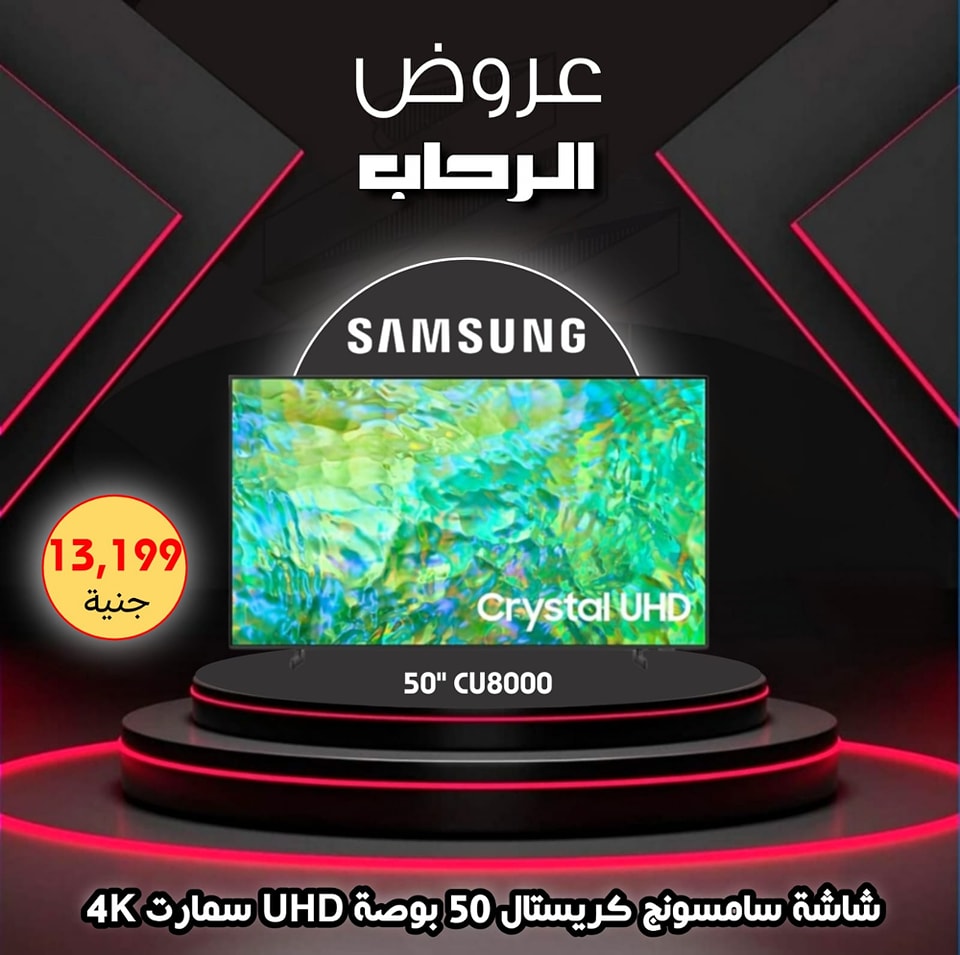 عروض
الرحاب
SAMSUNG
Crystal UHD
13,199
جنية
50" CU8000
شاشة سامسونج كريستال 50 بوصة UHD سمارت 4K